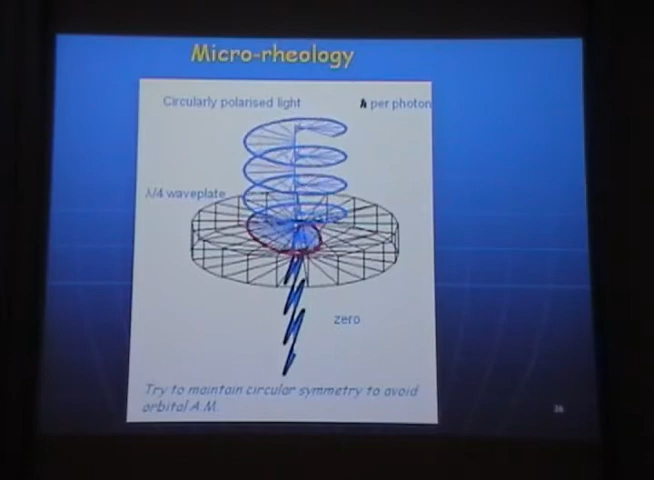 Micro-rheology
Circularly polarised light
ħ per photon
λ/4 waveplate
zero
Try to maintain circular symmetry to avoid
orbital A.M.